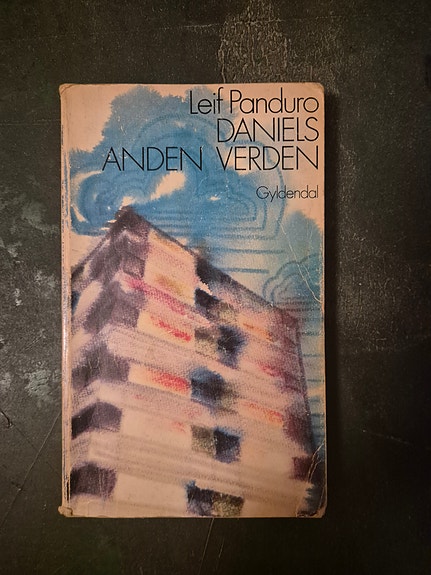 Leif Panduro
DANIELS
ANDEN VERDEN
Gyldendal